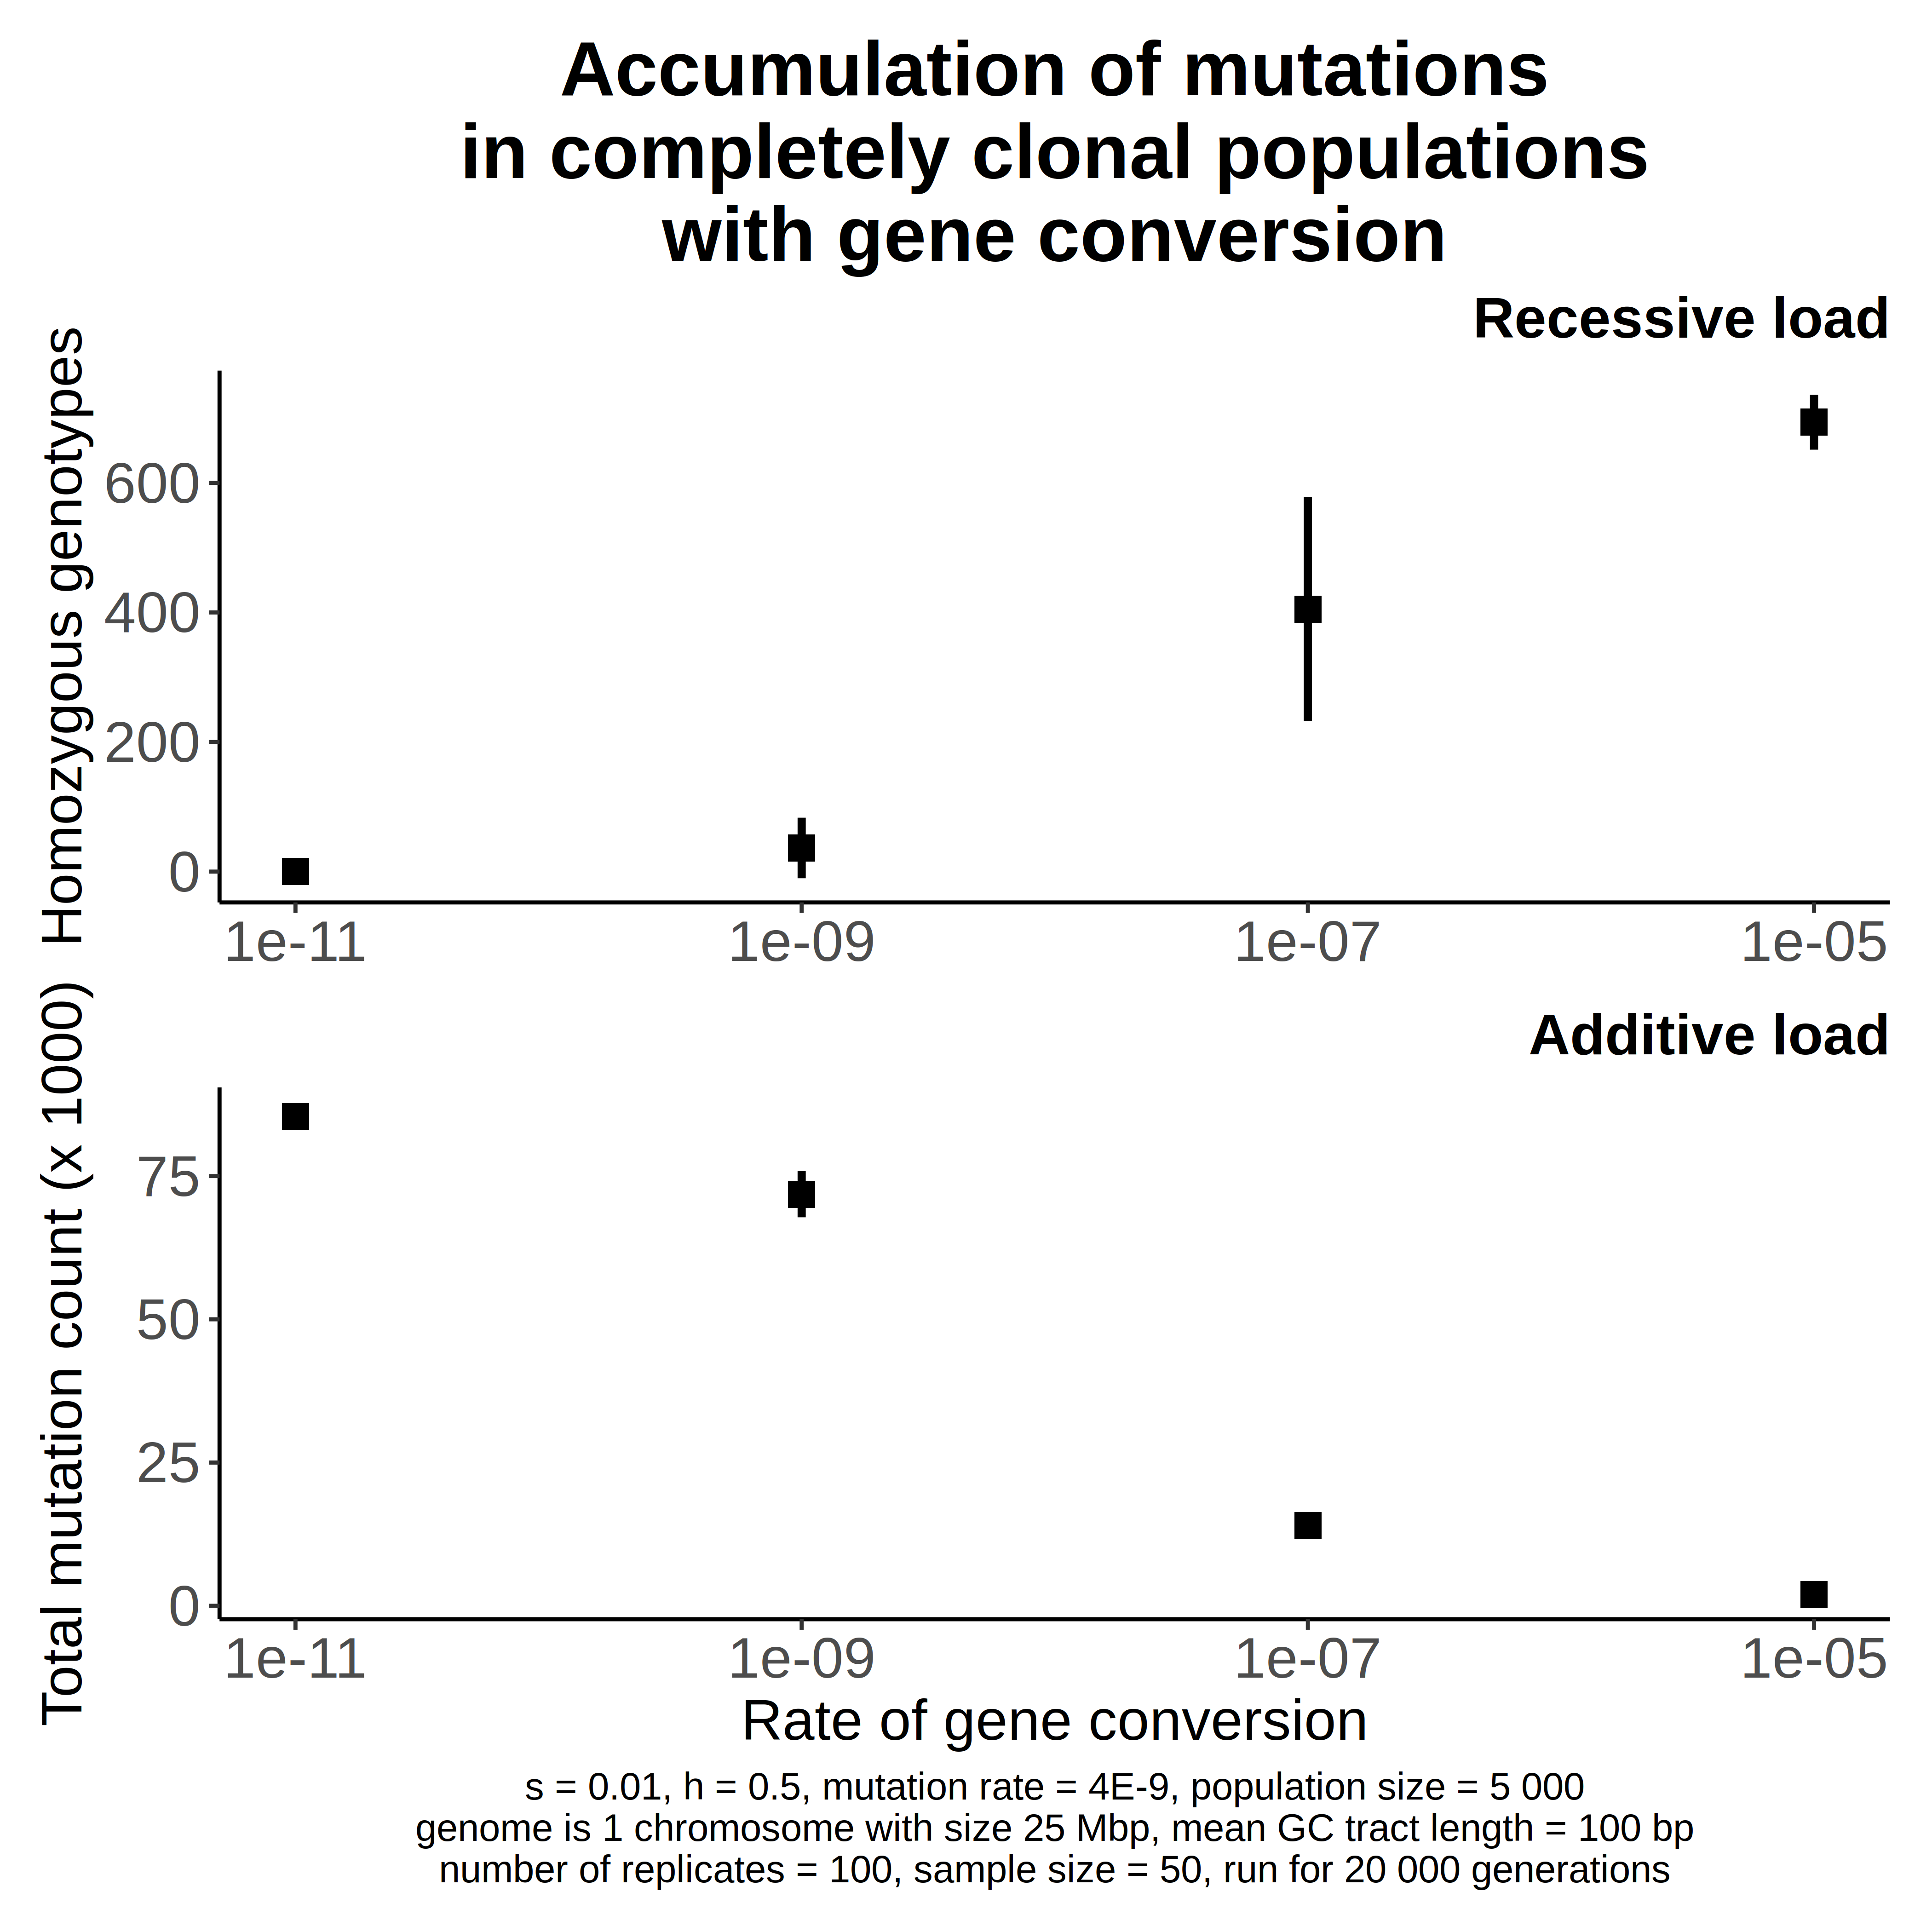 Accumulation of mutations
in completely clonal populations
with gene conversion
Recessive load
Homozygous genotypes
600
400
200
0
1e-11 1e-09 1e-07 1e-05
Additive load
Total mutation count (x 1000)
75
50
25
0
1e-11 1e-09 1e-07 1e-05
Rate of gene conversion
s = 0.01, h = 0.5, mutation rate = 4E-9, population size = 5 000
genome is 1 chromosome with size 25 Mbp, mean GC tract length = 100 bp
number of replicates = 100, sample size = 50, run for 20 000 generations